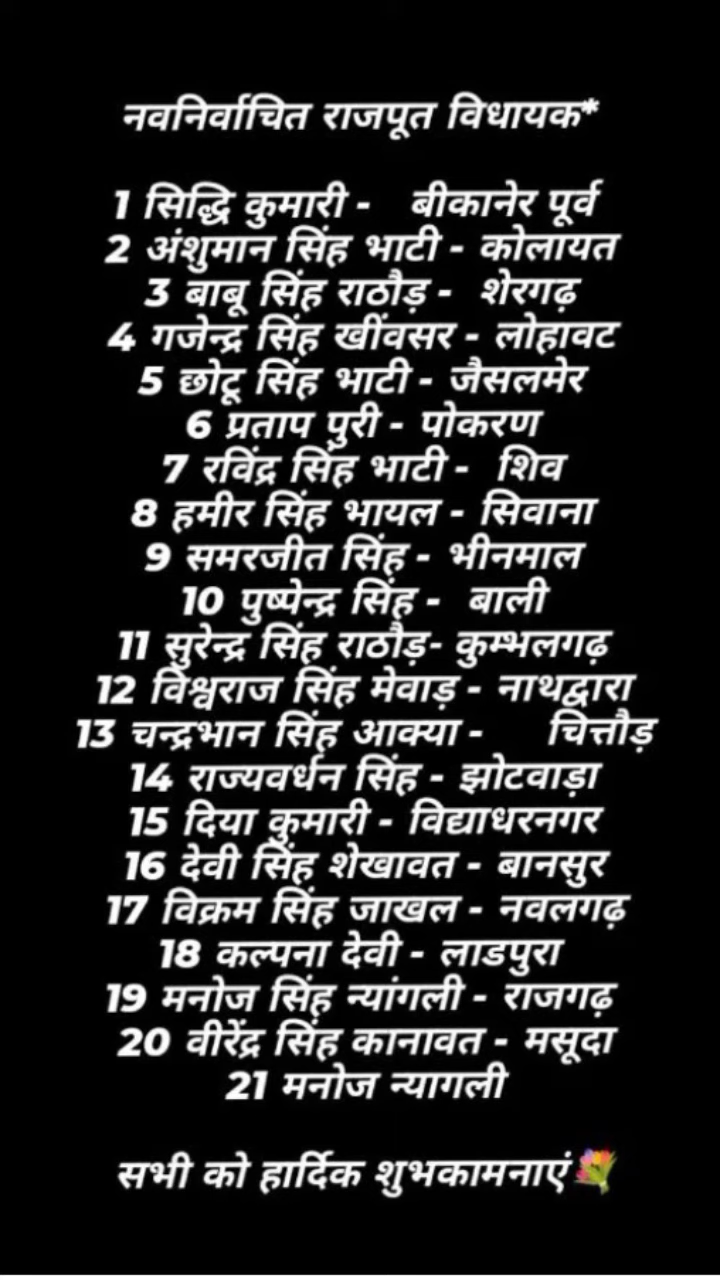 नवनिर्वाचित राजपूत विधायक*
1 सिद्धि कुमारी - बीकानेर पूर्व
2 अंशुमान सिंह भाटी - कोलायत
3 बाबू सिंह राठौड़ - शेरगढ़
4 गजेन्द्र सिंह खींवसर - लोहावट
5 छोटू सिंह भाटी - जैसलमेर
6 प्रताप पुरी - पोकरण
7 रविंद्र सिंह भाटी - शिव
8 हमीर सिंह भायल - सिवाना
9 समरजीत सिंह - भीनमाल
10 पुष्पेन्द्र सिंह - बाली
11 सुरेन्द्र सिंह राठौड़- कुम्भलगढ़
12 विश्वराज सिंह मेवाड़ - नाथद्वारा
13 चन्द्रभान सिंह आक्या - चित्तौड़
14 राज्यवर्धन सिंह - झोटवाड़ा
15 दिया कुमारी - विद्याधरनगर
16 देवी सिंह शेखावत - बानसुर
17 विक्रम सिंह जाखल - नवलगढ़
18 कल्पना देवी - लाडपुरा
19 मनोज सिंह न्यांगली - राजगढ़
20 वीरेंद्र सिंह कानावत - मसूदा
21 मनोज न्यागली
सभी को हार्दिक शुभकामनाएं💐